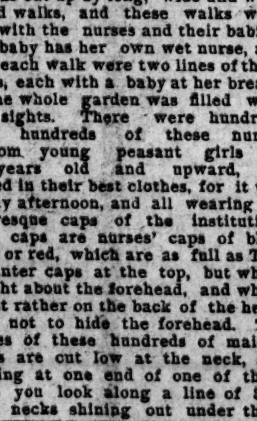 d walks, and these walks w
with the nurses and their bab
baby has her own wet nurse, a
each walk were two lines of th
s, each with a baby at her brea
he whole garden was filled w
sights. There were hundr
hundreds of these nur
om young peasant girls
years old and upward,
ed in their best clothes, for it
y afternoon, and all wearing
esque caps of the instituti
caps are nurses' caps of b
or red, which are as full as T
nter caps at the top, but wh
ht about the forehead, and wh
t rather on the back of the he
not to hide the forehead.
es of these hundreds of mai
s are cut low at the neck,
ing at one end of one of th
you look along a line of
necks shining out under th